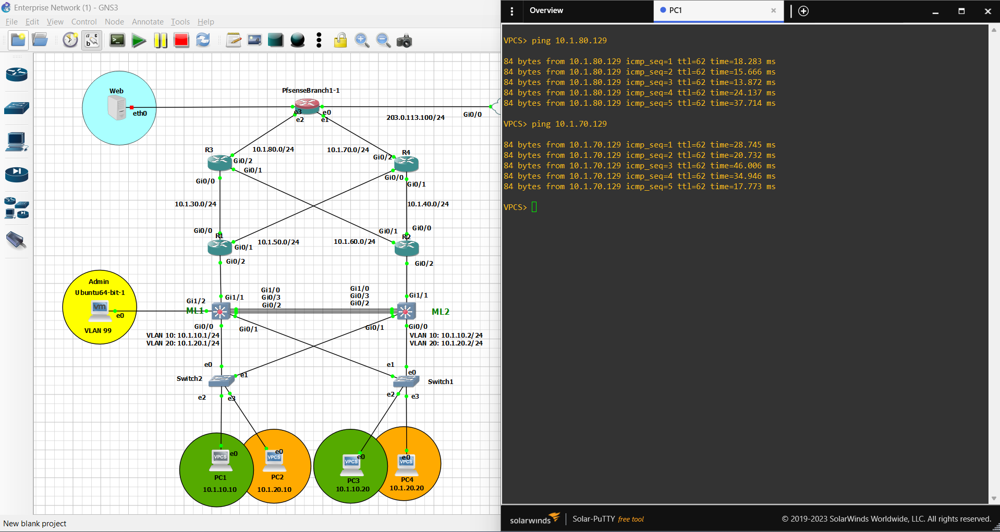 Enterprise Network (1) - GNS3
File Edit View Control Node Annotate Tools Help
Web
eth0
PfsenseBranch1-1
e3
e0
e2
e1
203.0.113.100/24
Gi0/0
R3
10.1.80.0/24
10.1.70.0/24
R4
Gi0/2
Gi0/2
Gi0/1
Gi0/0
Gi0/0
Gi0/1
10.1.30.0/24
10.1.40.0/24
Gi0/0
R1
Gi0/1
10.1.50.0/24
10.1.60.0/24
Gi0/1
Gi0/0
R2
Gi0/2
Gi0/2
Admin
Ubuntu64-bit-1
vm
e0
VLAN 99
Gi1/2
ML1
Gi1/1
Gi1/0
Gi0/3
Gi0/2
Gi1/0
Gi0/3
Gi0/2
Gi1/1
ML2
Gi0/0
Gi0/1
VLAN 10: 10.1.10.1/24
VLAN 20: 10.1.20.1/24
Gi0/1
Gi0/0
VLAN 10: 10.1.10.2/24
VLAN 20: 10.1.20.2/24
e0
Switch2
e1
e2
e3
e1
e0
Switch1
e2
e3
e0
VPCS
PC1
10.1.10.10
e0
VPCS
PC2
10.1.20.10
e0
VPCS
PC3
10.1.10.20
e0
VPCS
PC4
10.1.20.20
New blank project
Overview
PC1
VPCS> ping 10.1.80.129
84 bytes from 10.1.80.129 icmp_seq=1 ttl=62 time=18.283 ms
84 bytes from 10.1.80.129 icmp_seq=2 ttl=62 time=15.666 ms
84 bytes from 10.1.80.129 icmp_seq=3 ttl=62 time=13.872 ms
84 bytes from 10.1.80.129 icmp_seq=4 ttl=62 time=24.137 ms
84 bytes from 10.1.80.129 icmp_seq=5 ttl=62 time=37.714 ms
VPCS> ping 10.1.70.129
84 bytes from 10.1.70.129 icmp_seq=1 ttl=62 time=28.745 ms
84 bytes from 10.1.70.129 icmp_seq=2 ttl=62 time=20.732 ms
84 bytes from 10.1.70.129 icmp_seq=3 ttl=62 time=46.006 ms
84 bytes from 10.1.70.129 icmp_seq=4 ttl=62 time=34.946 ms
84 bytes from 10.1.70.129 icmp_seq=5 ttl=62 time=17.773 ms
VPCS>
solarwinds
Solar-PuTTY free tool
© 2019-2023 SolarWinds Worldwide, LLC. All rights reserved.